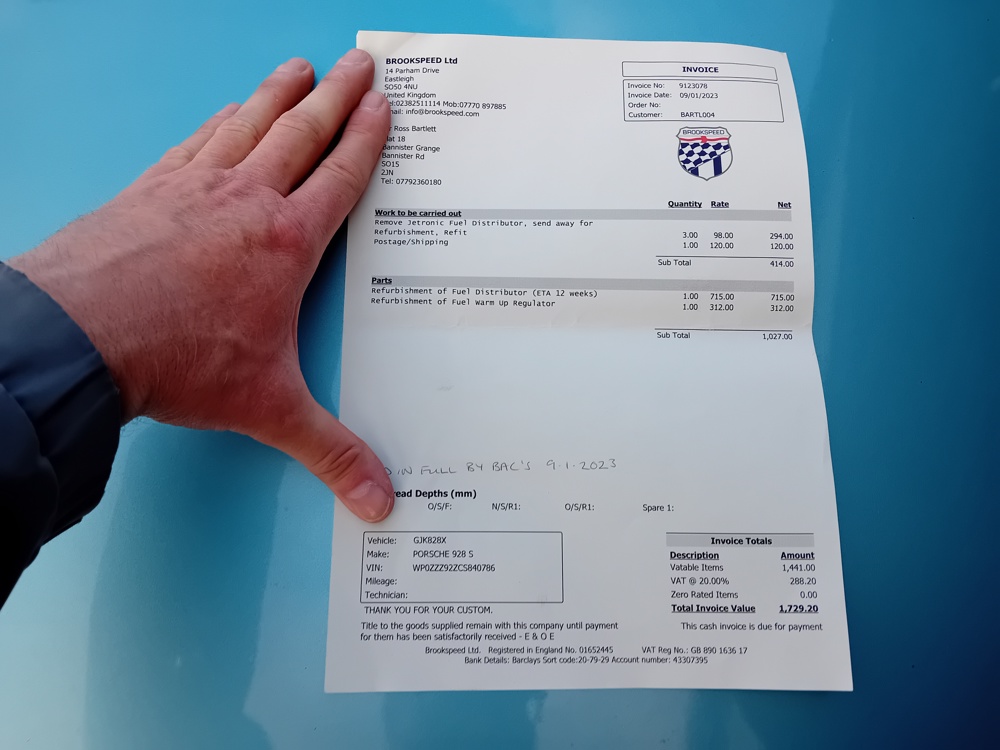 BROOKSPEED Ltd
14 Parham Drive
Eastleigh
SO50 4NU
United Kingdom
el:02382511114 Mob:07770 897885
mail: info@brookspeed.com
INVOICE
Invoice No: 9123078
Invoice Date: 09/01/2023
Order No:
Customer: BARTL004
BROOKSPEED
r Ross Bartlett
lat 18
Bannister Grange
Bannister Rd
SO15
2JN
Tel: 07792360180
Quantity Rate Net
Work to be carried out
Remove Jetronic Fuel Distributor, send away for
Refurbishment, Refit 3.00 98.00 294.00
Postage/Shipping 1.00 120.00 120.00
Sub Total 414.00
Parts
Refurbishment of Fuel Distributor (ETA 12 weeks) 1.00 715.00 715.00
Refurbishment of Fuel Warm Up Regulator 1.00 312.00 312.00
Sub Total 1,027.00
D IN FULL BY BAC'S 9.1.2023
read Depths (mm)
O/S/F: N/S/R1: O/S/R1: Spare 1:
Vehicle: GJK828X
Make: PORSCHE 928 S
VIN: WP0ZZZ92ZCS840786
Mileage:
Technician:
Invoice Totals
Description Amount
Vatable Items 1,441.00
VAT @ 20.00% 288.20
Zero Rated Items 0.00
Total Invoice Value 1,729.20
THANK YOU FOR YOUR CUSTOM.
Title to the goods supplied remain with this company until payment
for them has been satisfactorily received - E & O E
This cash invoice is due for payment
Brookspeed Ltd. Registered in England No. 01652445 VAT Reg No.: GB 890 1636 17
Bank Details: Barclays Sort code:20-79-29 Account number: 43307395